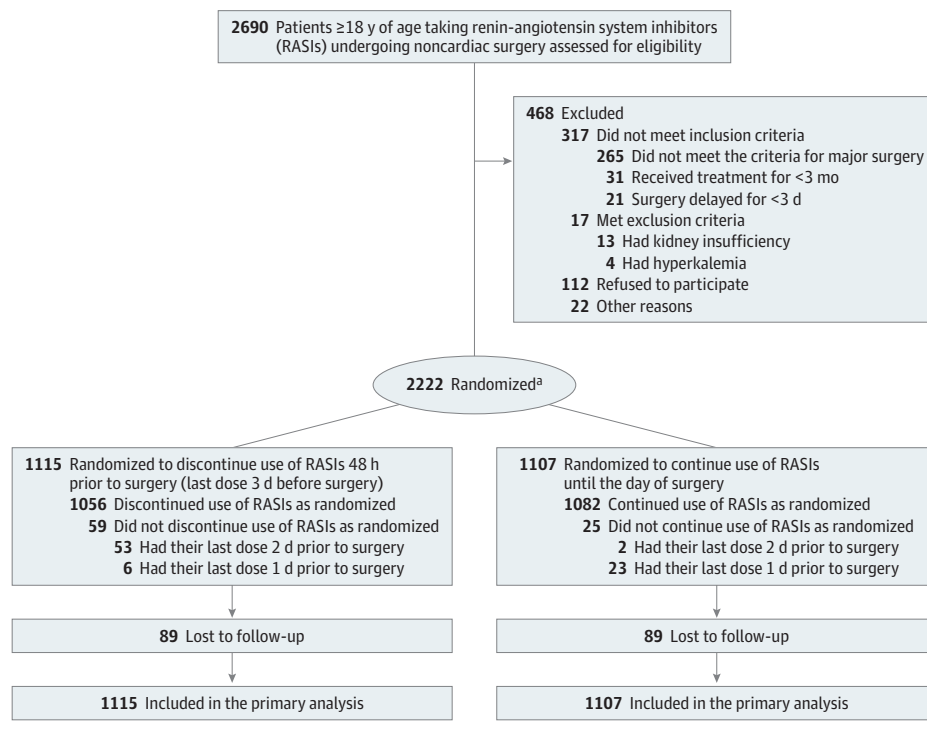 2690 Patients ≥18 y of age taking renin-angiotensin system inhibitors
(RASIs) undergoing noncardiac surgery assessed for eligibility
468 Excluded
317 Did not meet inclusion criteria
265 Did not meet the criteria for major surgery
31 Received treatment for <3 mo
21 Surgery delayed for <3 d
17 Met exclusion criteria
13 Had kidney insufficiency
4 Had hyperkalemia
112 Refused to participate
22 Other reasons
2222 Randomizedᵃ
1115 Randomized to discontinue use of RASIs 48 h
prior to surgery (last dose 3 d before surgery)
1056 Discontinued use of RASIs as randomized
59 Did not discontinue use of RASIs as randomized
53 Had their last dose 2 d prior to surgery
6 Had their last dose 1 d prior to surgery
1107 Randomized to continue use of RASIs
until the day of surgery
1082 Continued use of RASIs as randomized
25 Did not continue use of RASIs as randomized
2 Had their last dose 2 d prior to surgery
23 Had their last dose 1 d prior to surgery
89 Lost to follow-up
89 Lost to follow-up
1115 Included in the primary analysis
1107 Included in the primary analysis